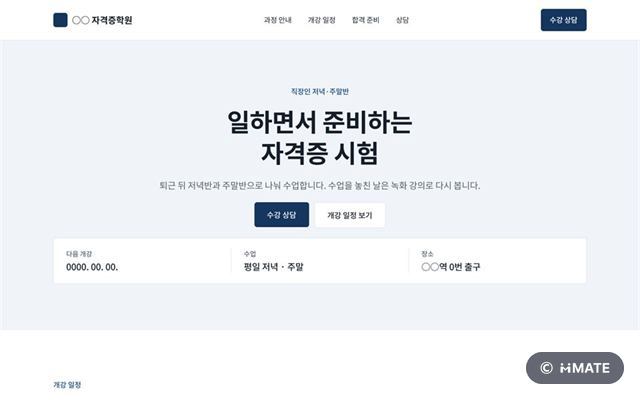 ○○ 자격증학원
과정 안내 개강 일정 합격 준비 상담
수강 상담
직장인 저녁·주말반
일하면서 준비하는
자격증 시험
퇴근 뒤 저녁반과 주말반으로 나눠 수업합니다. 수업을 놓친 날은 녹화 강의로 다시 봅니다.
수강 상담 개강 일정 보기
다음 개강
0000. 00. 00.
수업
평일 저녁 · 주말
장소
○○역 0번 출구
© MMATE
개강 일정